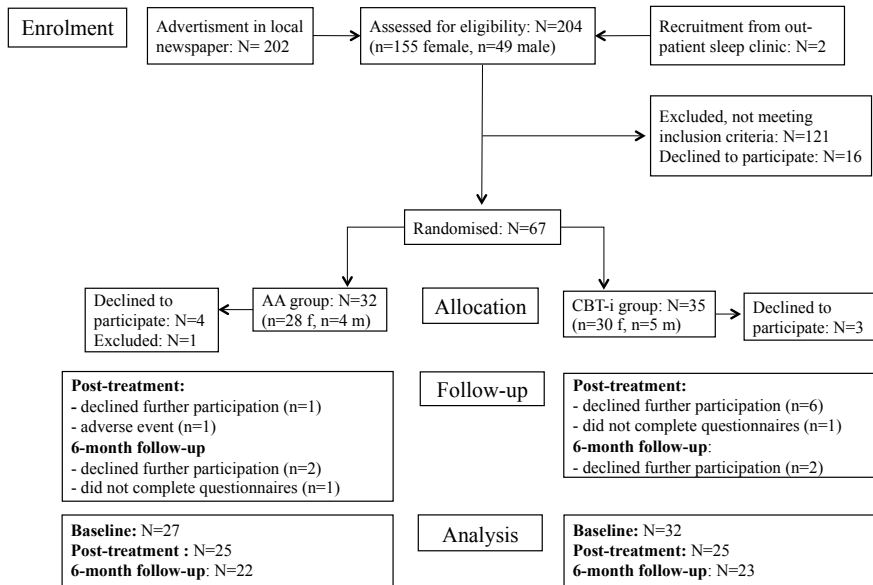 Enrolment
Advertisment in local
newspaper: N= 202
Assessed for eligibility: N=204
(n=155 female, n=49 male)
Recruitment from out-
patient sleep clinic: N=2
Excluded, not meeting
inclusion criteria: N=121
Declined to participate: N=16
Randomised: N=67
Declined to
participate: N=4
Excluded: N=1
AA group: N=32
(n=28 f, n=4 m)
Allocation
CBT-i group: N=35
(n=30 f, n=5 m)
Declined to
participate: N=3
Post-treatment:
- declined further participation (n=1)
- adverse event (n=1)
6-month follow-up
- declined further participation (n=2)
- did not complete questionnaires (n=1)
Follow-up
Post-treatment:
- declined further participation (n=6)
- did not complete questionnaires (n=1)
6-month follow-up:
- declined further participation (n=2)
Baseline: N=27
Post-treatment : N=25
6-month follow-up: N=22
Analysis
Baseline: N=32
Post-treatment: N=25
6-month follow-up: N=23